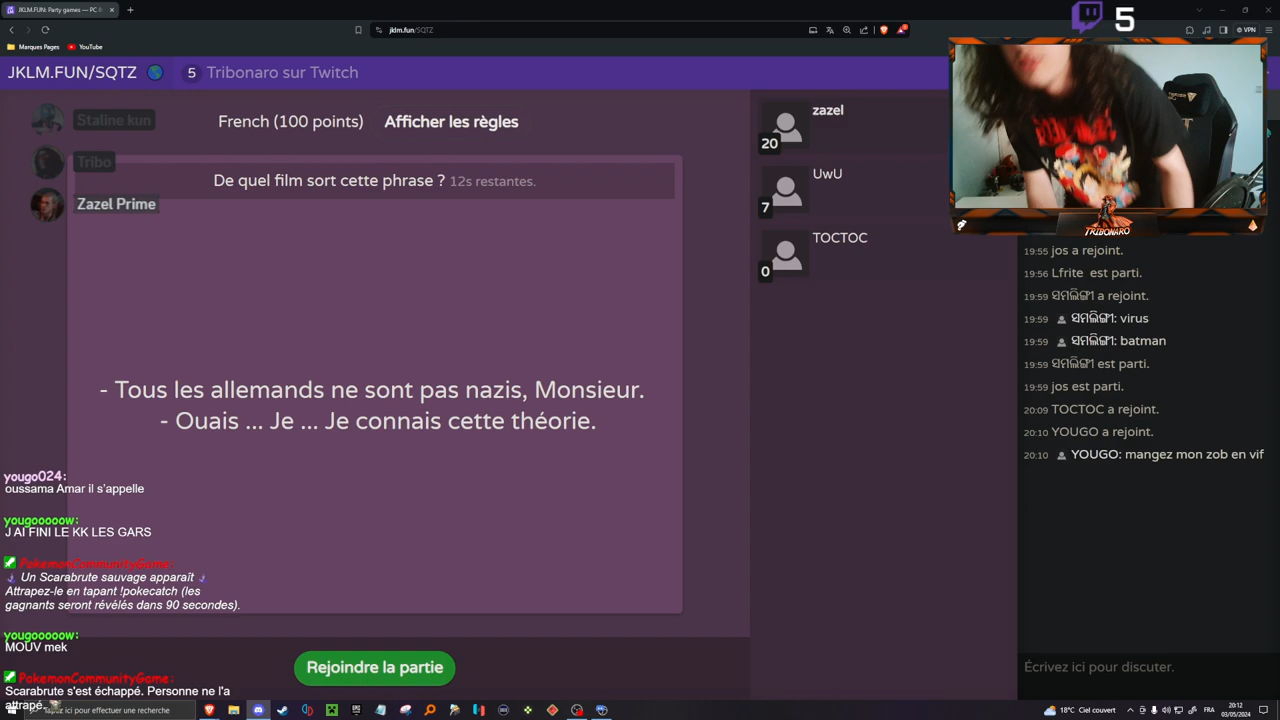 JKLM.FUN: Party games — PC
jklm.fun/SQTZ
VPN
Marques Pages
YouTube
5
JKLM.FUN/SQTZ
5 Tribonaro sur Twitch
Staline kun
Tribo
Zazel Prime
French (100 points) Afficher les règles
De quel film sort cette phrase ? 12s restantes.
- Tous les allemands ne sont pas nazis, Monsieur.
- Ouais ... Je ... Je connais cette théorie.
zazel
20
UwU
7
TOCTOC
0
TRIBONARO
19:55 jos a rejoint.
19:56 Lfrite est parti.
19:59 a rejoint.
19:59 : virus
19:59 : batman
19:59 est parti.
19:59 jos est parti.
20:09 TOCTOC a rejoint.
20:10 YOUGO a rejoint.
20:10 YOUGO: mangez mon zob en vif
yougo024:
oussama Amar il s'appelle
yougooooow:
J AI FINI LE KK LES GARS
PokemonCommunityGame:
Un Scarabrute sauvage apparaît
Attrapez-le en tapant !pokecatch (les
gagnants seront révélés dans 90 secondes).
yougooooow:
MOUV mek
PokemonCommunityGame:
Scarabrute s'est échappé. Personne ne l'a
attrapé.
Rejoindre la partie
Écrivez ici pour discuter.
Tapez ici pour effectuer une recherche
18°C Ciel couvert
FRA
20:12
03/05/2024